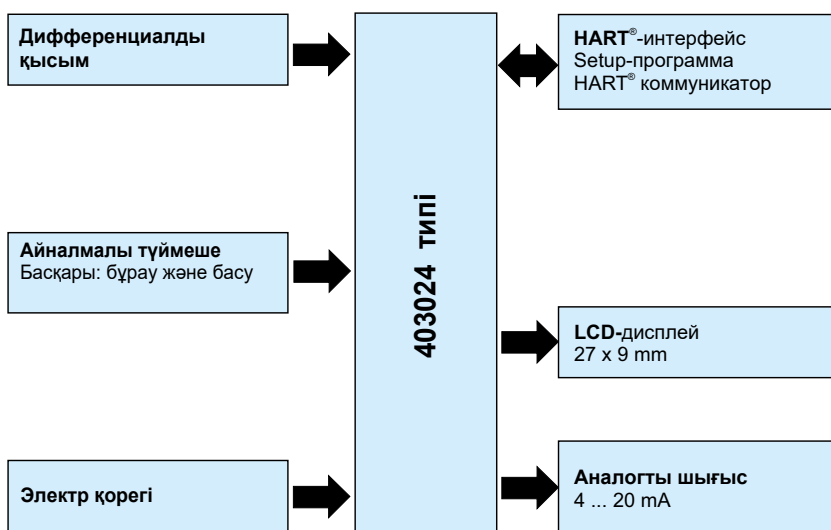 Дифференциалды
қысым
Айналмалы түймеше
Басқары: бұрау және басу
Электр қорегі
403024 типі
HART®-интерфейс
Setup-программа
HART® коммуникатор
LCD-дисплей
27 x 9 mm
Аналогты шығыс
4 ... 20 mA